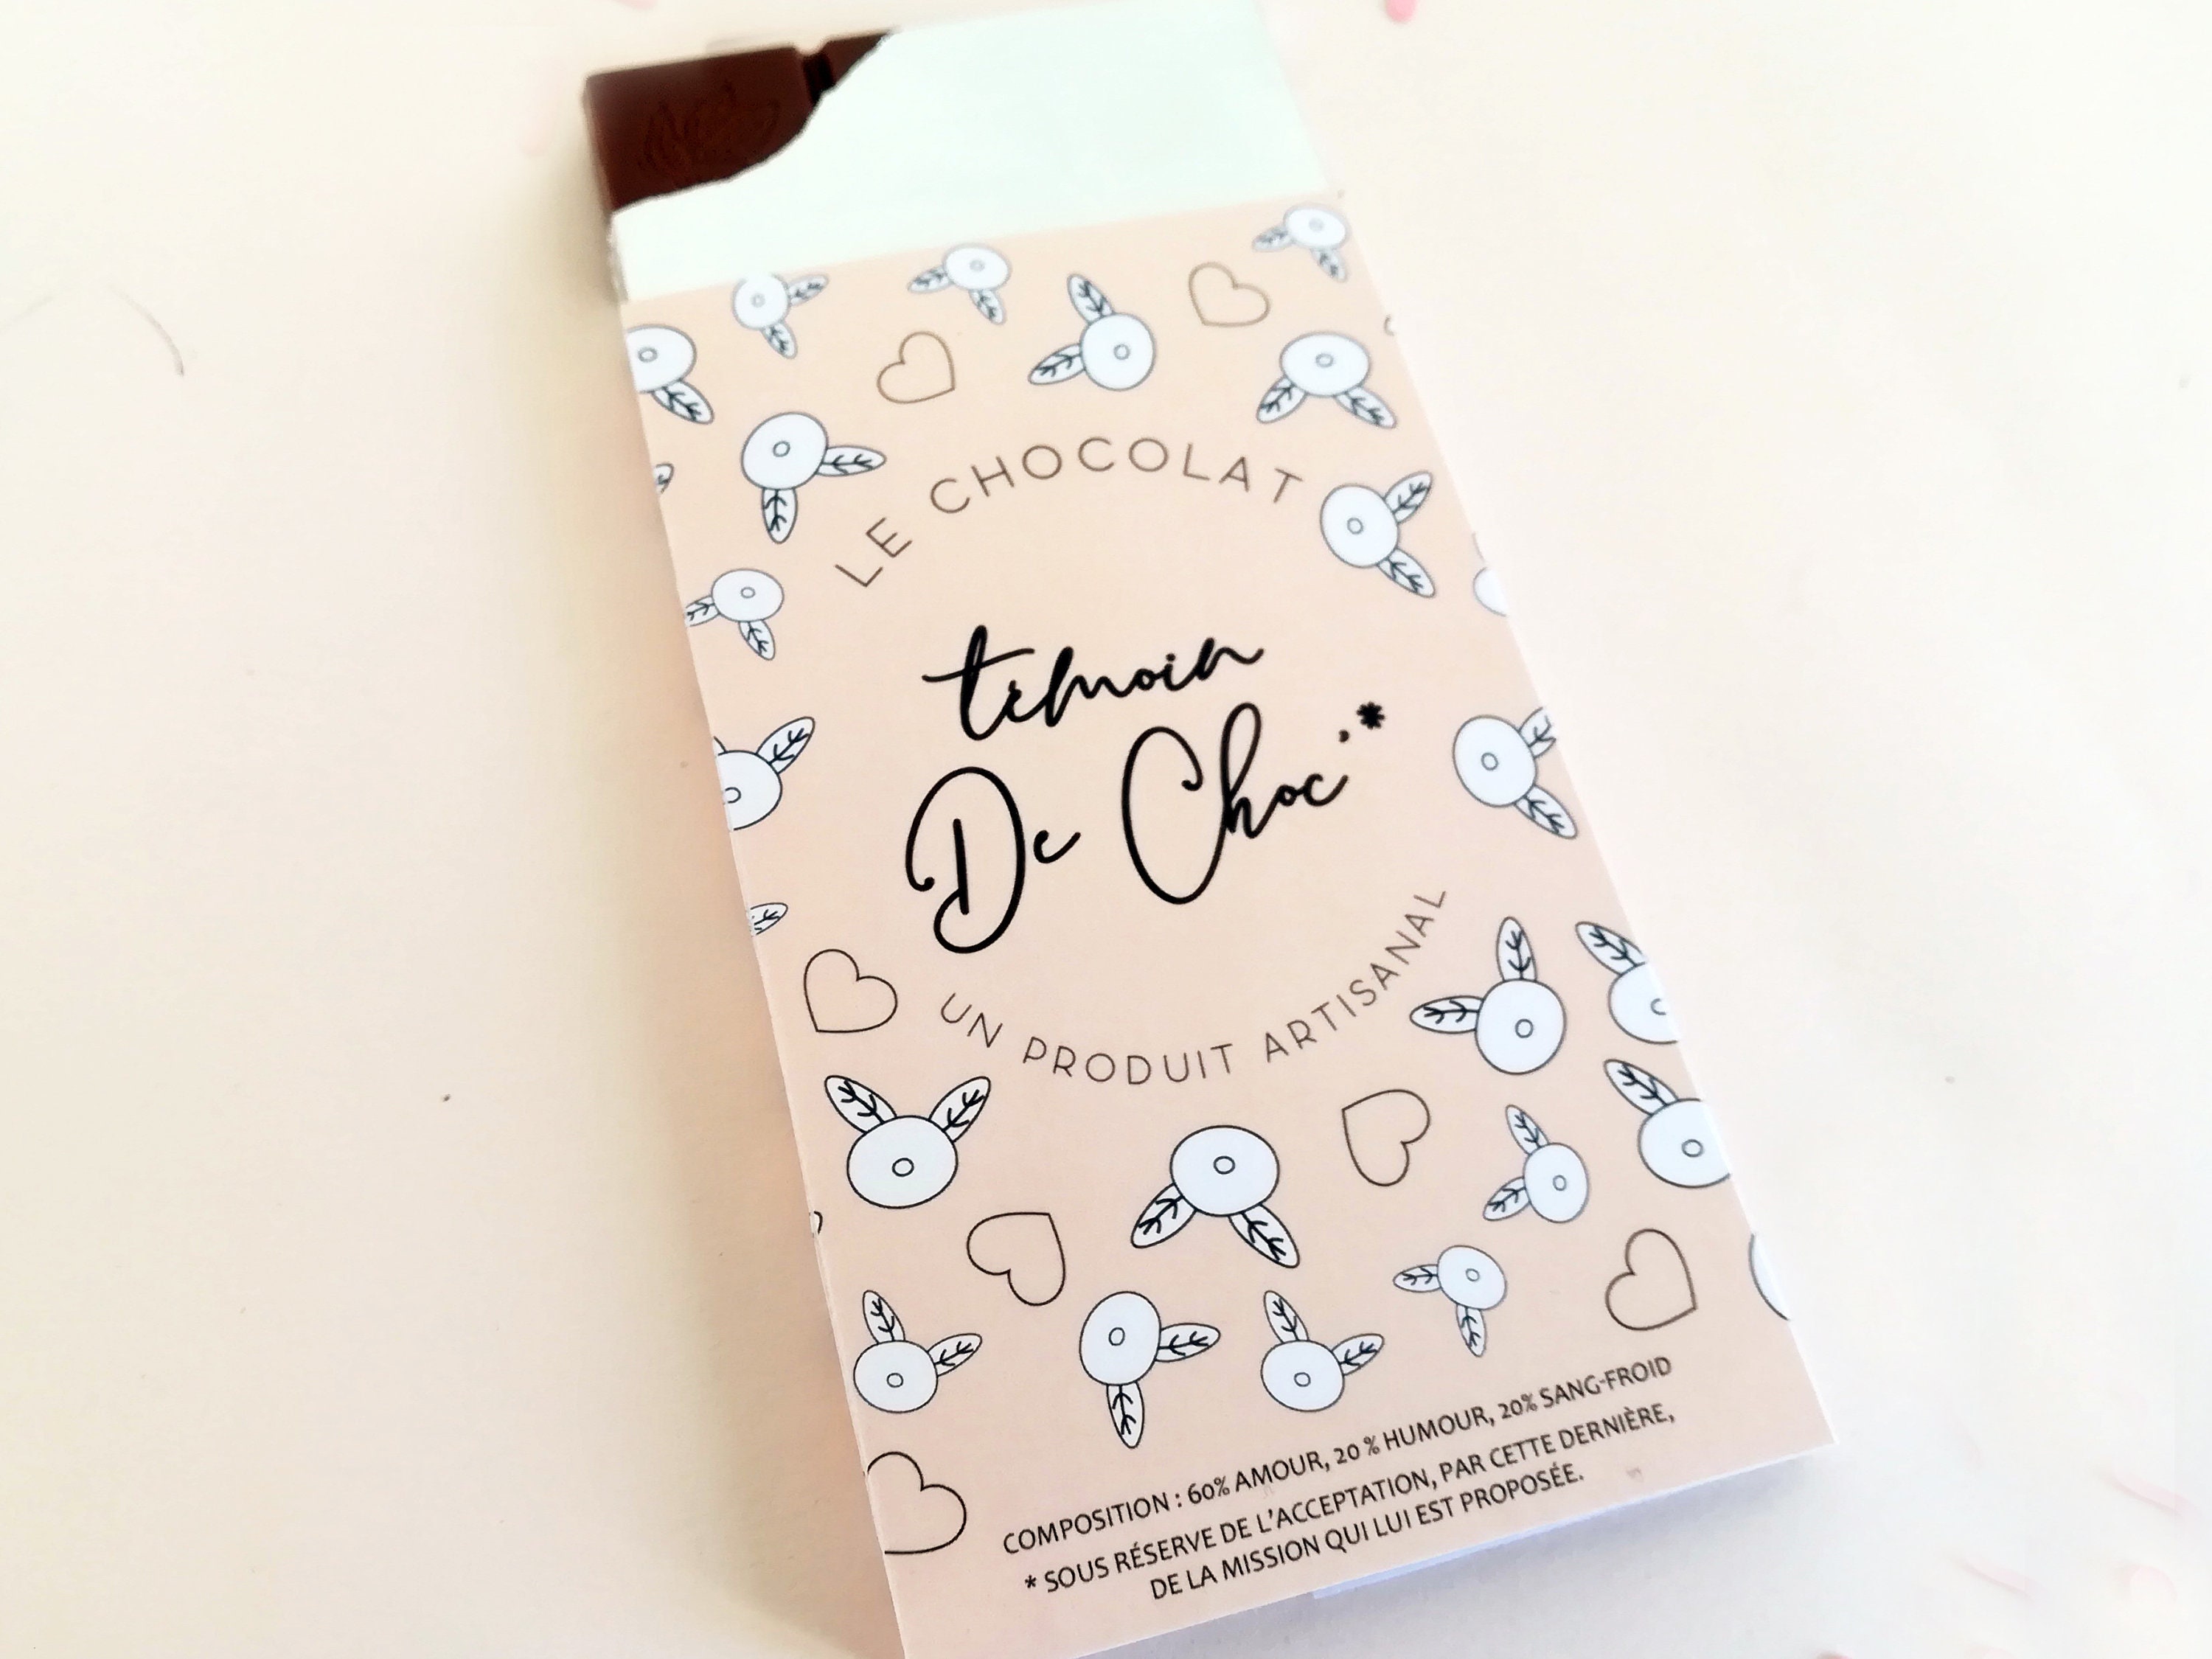 LE CHOCOLAT
témoin
De Choc'*
UN PRODUIT ARTISANAL
COMPOSITION : 60% AMOUR, 20 % HUMOUR, 20% SANG-FROID
* SOUS RÉSERVE DE L'ACCEPTATION, PAR CETTE DERNIÈRE,
DE LA MISSION QUI LUI EST PROPOSÉE.